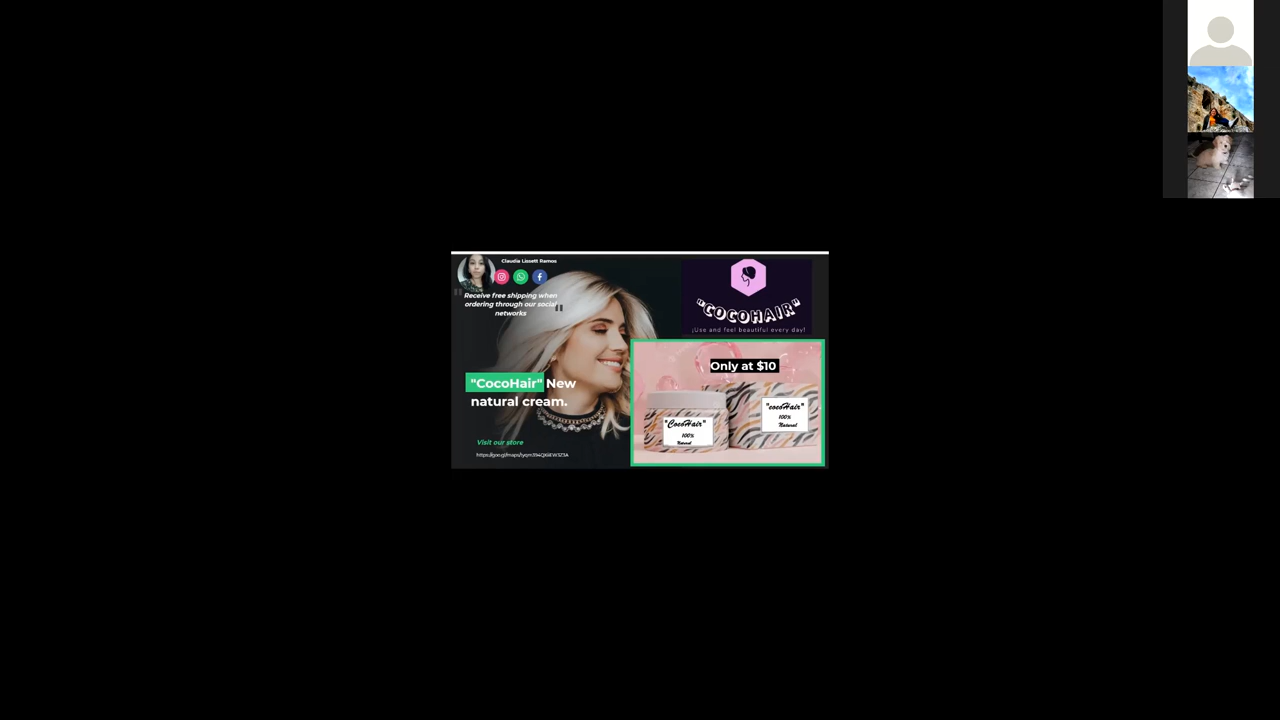 Claudia Lissett Ramos
Receive free shipping when
ordering through our social
networks
"COCOHAIR"
¡Use and feel beautiful every day!
Only at $10
"CocoHair" New
natural cream.
"CocoHair"
100%
Natural
"cocoHair"
100%
Natural
Visit our store